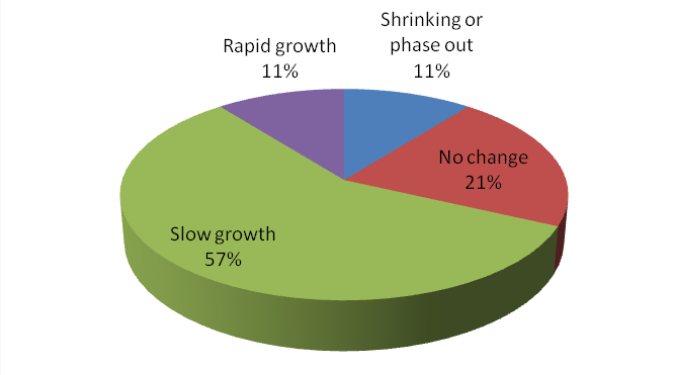 Shrinking or
phase out
11%
Rapid growth
11%
No change
21%
Slow growth
57%